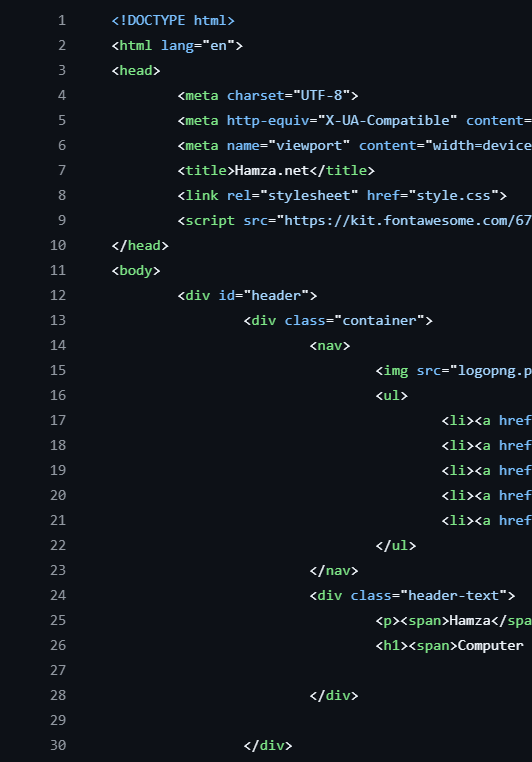 1 <!DOCTYPE html>
2 <html lang="en">
3 <head>
4 <meta charset="UTF-8">
5 <meta http-equiv="X-UA-Compatible" content=
6 <meta name="viewport" content="width=device
7 <title>Hamza.net</title>
8 <link rel="stylesheet" href="style.css">
9 <script src="https://kit.fontawesome.com/67
10 </head>
11 <body>
12 <div id="header">
13 <div class="container">
14 <nav>
15 <img src="logopng.p
16 <ul>
17 <li><a href
18 <li><a href
19 <li><a href
20 <li><a href
21 <li><a href
22 </ul>
23 </nav>
24 <div class="header-text">
25 <p><span>Hamza</spa
26 <h1><span>Computer
27
28 </div>
29
30 </div>